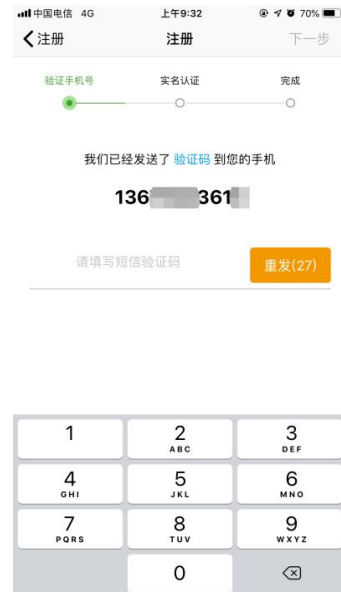 中国电信 4G 上午9:32 70%
注册 注册 下一步
验证手机号 实名认证 完成
我们已经发送了 验证码 到您的手机
136 361
请填写短信验证码 重发(27)
1 2 3
ABC DEF
4 5 6
GHI JKL MNO
7 8 9
PQRS TUV WXYZ
0